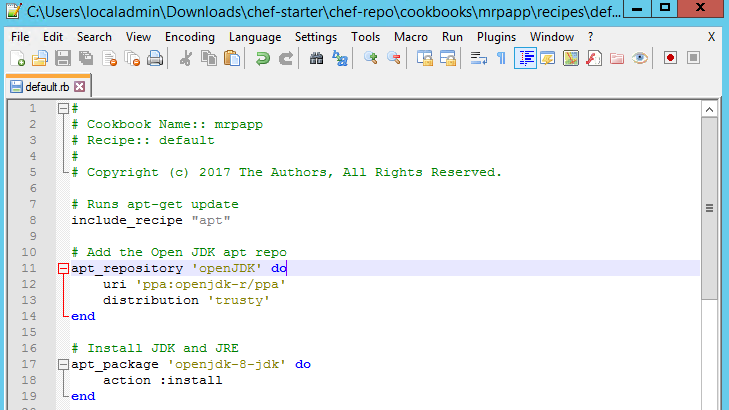 C:\Users\localadmin\Downloads\chef-starter\chef-repo\cookbooks\mrpapp\recipes\def...
File Edit Search View Encoding Language Settings Tools Macro Run Plugins Window ? X
default.rb
1 #
2 # Cookbook Name:: mrpapp
3 # Recipe:: default
4 #
5 # Copyright (c) 2017 The Authors, All Rights Reserved.
6
7 # Runs apt-get update
8 include_recipe "apt"
9
10 # Add the Open JDK apt repo
11 apt_repository 'openJDK' do
12 uri 'ppa:openjdk-r/ppa'
13 distribution 'trusty'
14 end
15
16 # Install JDK and JRE
17 apt_package 'openjdk-8-jdk' do
18 action :install
19 end